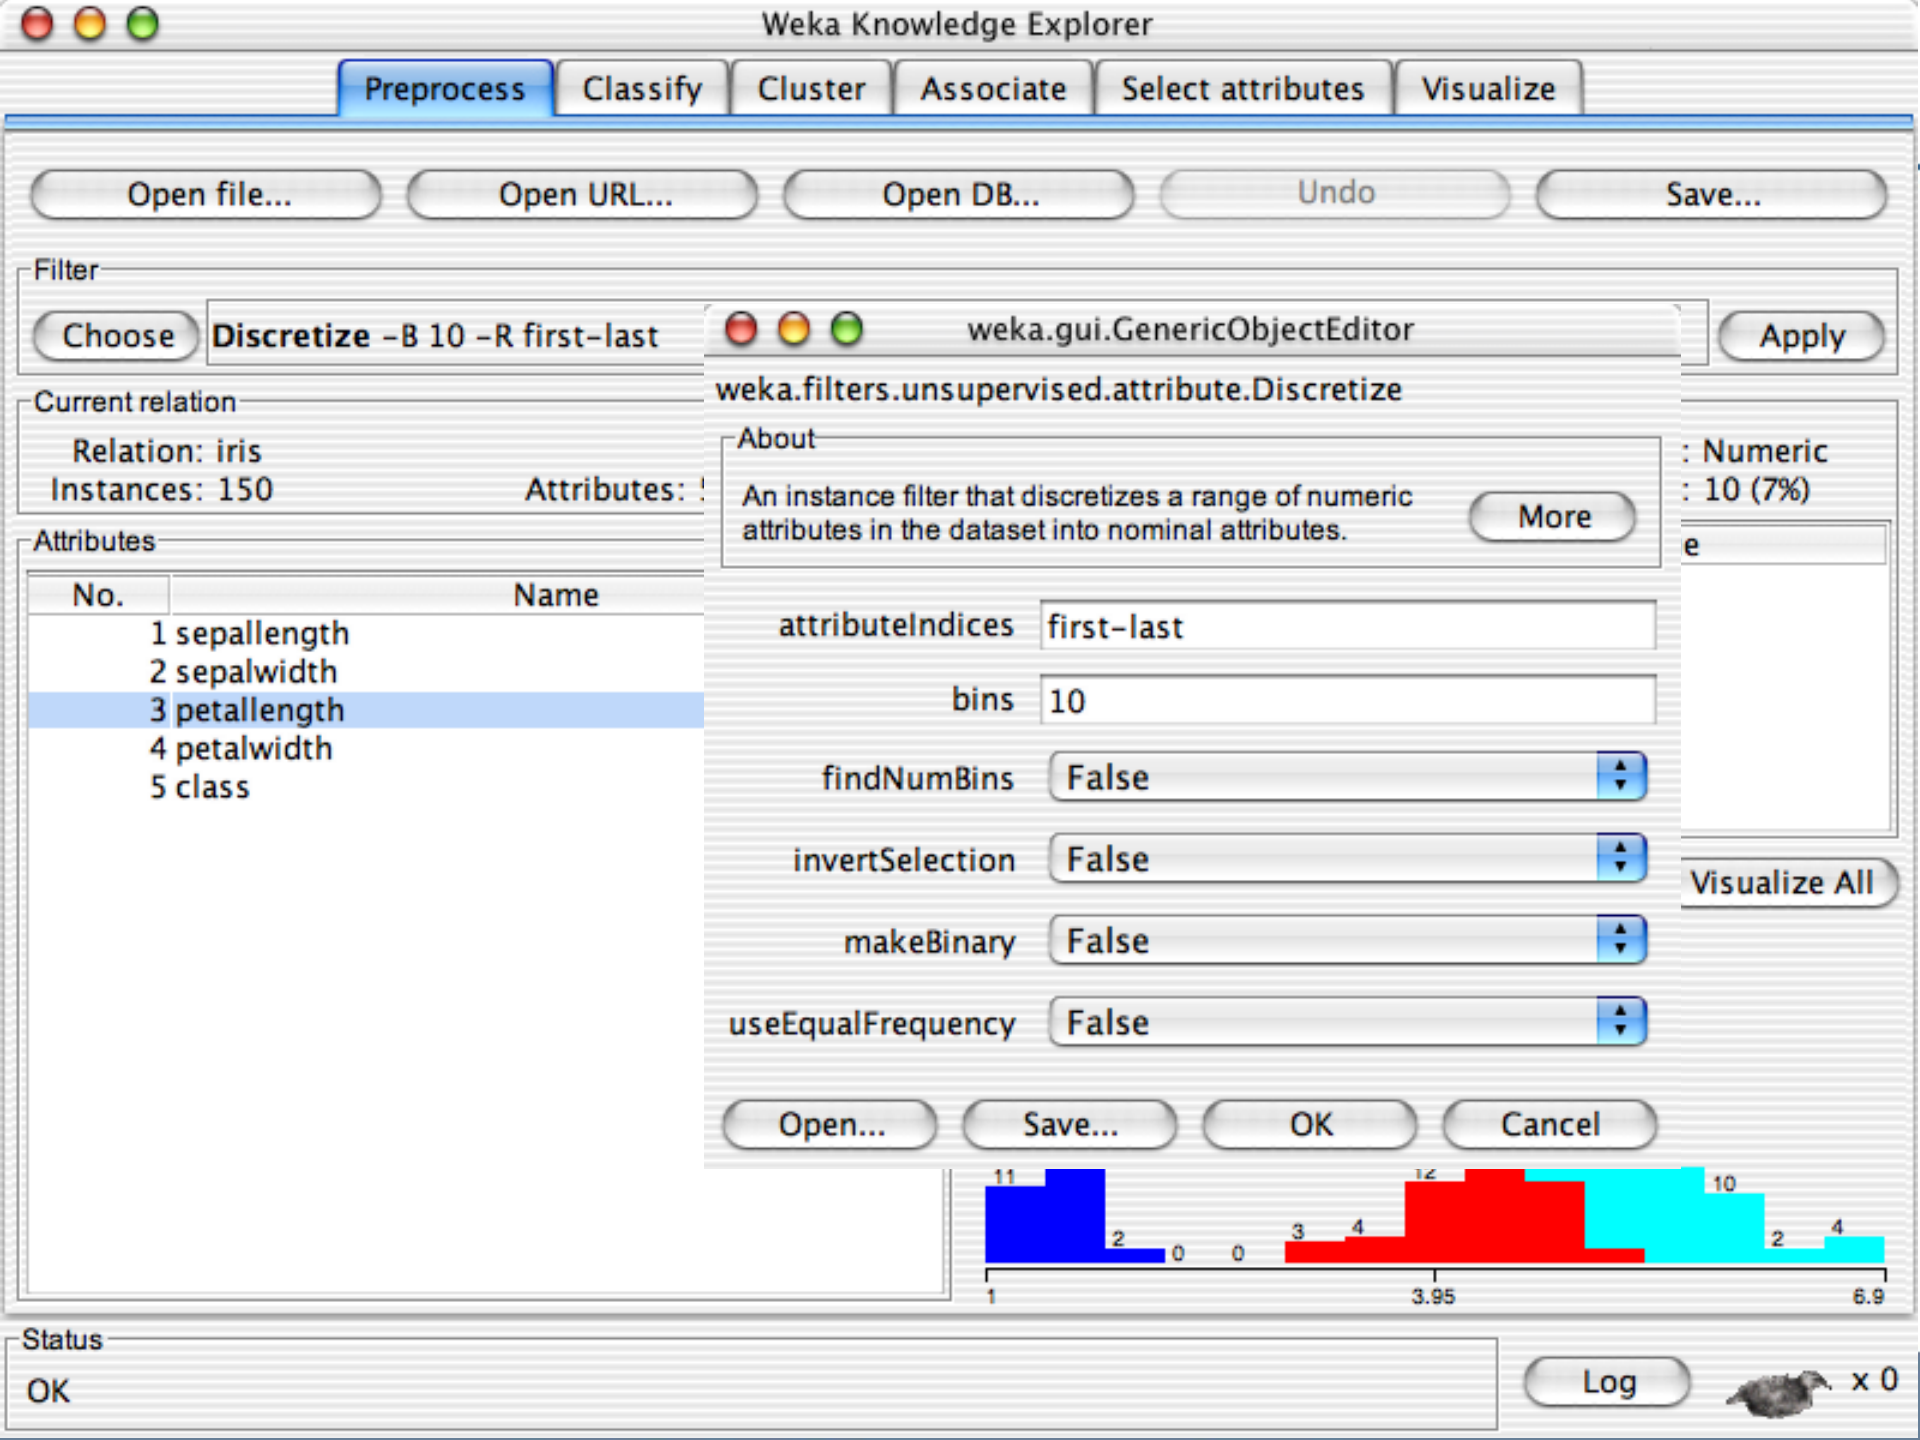 Weka Knowledge Explorer
Preprocess Classify Cluster Associate Select attributes Visualize
Open file... Open URL... Open DB... Undo Save...
Filter
Choose Discretize -B 10 -R first-last Apply
weka.gui.GenericObjectEditor
weka.filters.unsupervised.attribute.Discretize
About
An instance filter that discretizes a range of numeric
attributes in the dataset into nominal attributes.
More
attributeIndices first-last
bins 10
findNumBins False
invertSelection False
makeBinary False
useEqualFrequency False
Open... Save... OK Cancel
Current relation
Relation: iris
Instances: 150 Attributes:
: Numeric
: 10 (7%)
e
Attributes
No. Name
1 sepallength
2 sepalwidth
3 petallength
4 petalwidth
5 class
Visualize All
11 2 0 0 3 4 12 10 2 4
1 3.95 6.9
Status
OK
Log x 0